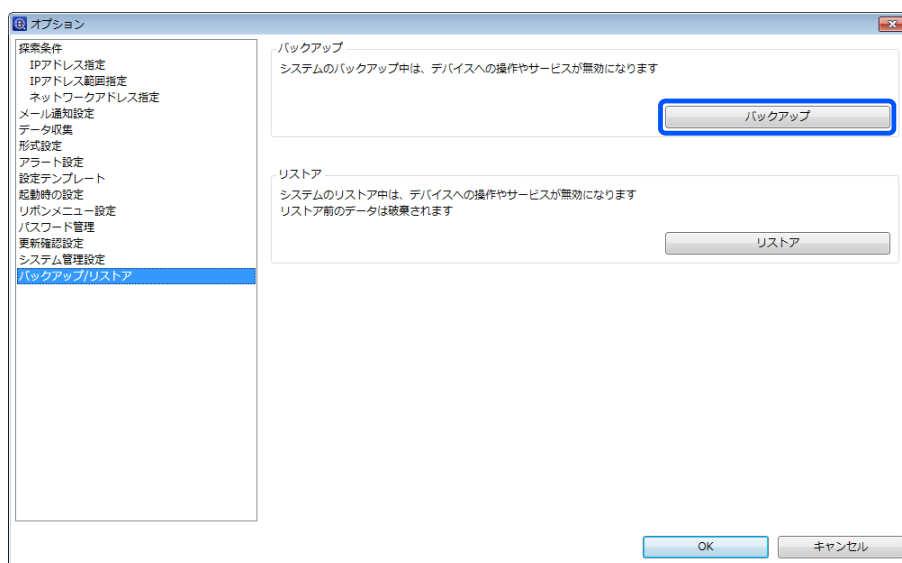 オプション
探索条件
IPアドレス指定
IPアドレス範囲指定
ネットワークアドレス指定
メール通知設定
データ収集
形式設定
アラート設定
設定テンプレート
起動時の設定
リボンメニュー設定
パスワード管理
更新確認設定
システム管理設定
バックアップ/リストア
バックアップ
システムのバックアップ中は、デバイスへの操作やサービスが無効になります
バックアップ
リストア
システムのリストア中は、デバイスへの操作やサービスが無効になります
リストア前のデータは破棄されます
リストア
OK
キャンセル